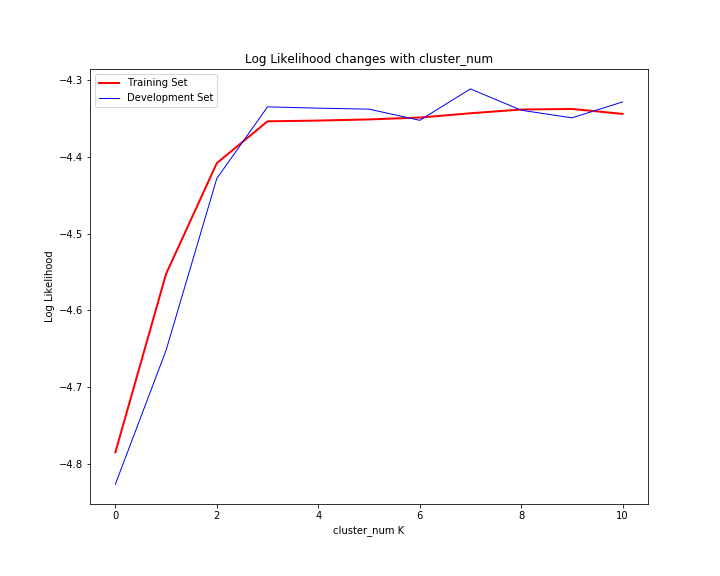 Log Likelihood changes with cluster_num
Training Set
Development Set
Log Likelihood
−4.3
−4.4
−4.5
−4.6
−4.7
−4.8
0
2
4
6
8
10
cluster_num K